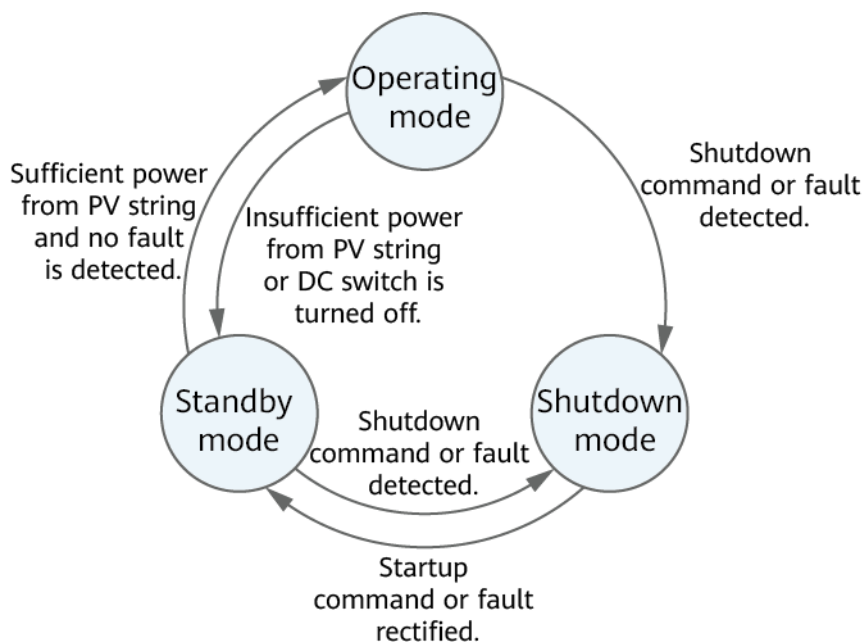 Operating
mode
Shutdown
command or fault
detected.
Sufficient power
from PV string
and no fault
is detected.
Insufficient power
from PV string
or DC switch is
turned off.
Standby
mode
Shutdown
command or fault
detected.
Shutdown
mode
Startup
command or fault
rectified.